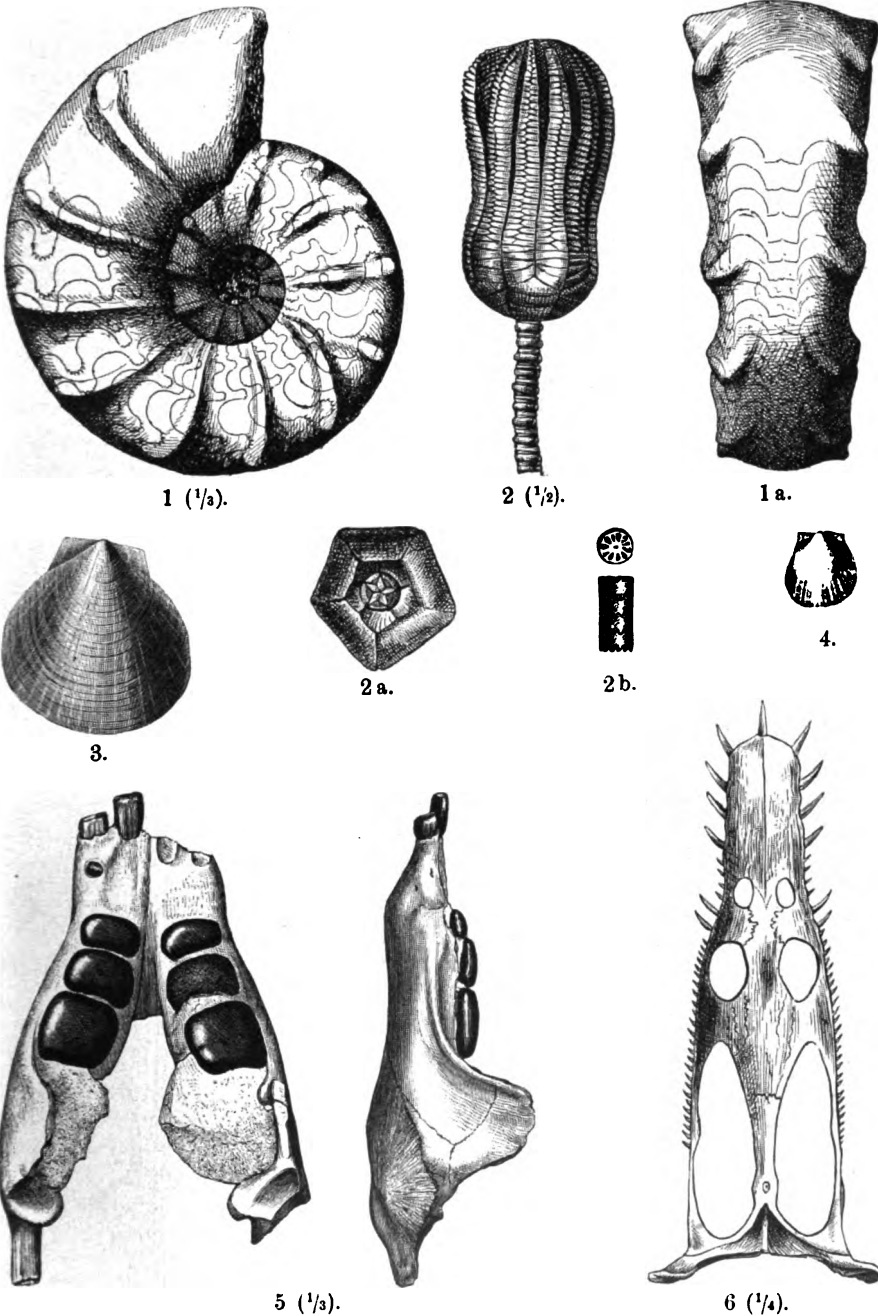 1 (¹/₃).
2 (¹/₂).
1 a.
3.
2 a.
2 b.
4.
5 (¹/₃).
6 (¹/₄).